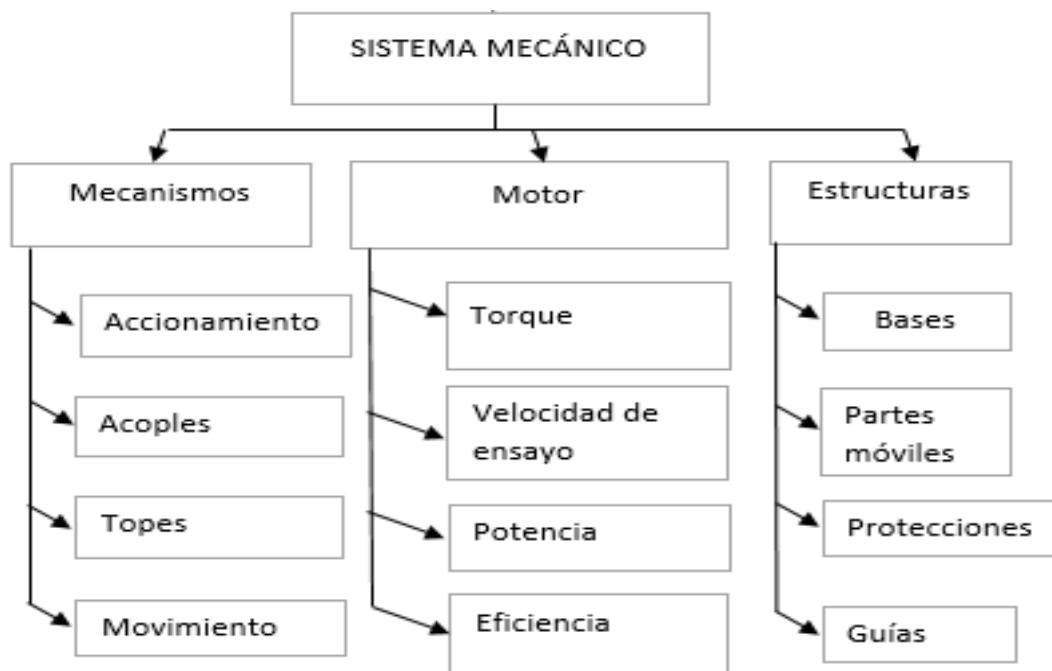 SISTEMA MECÁNICO
Mecanismos
Accionamiento
Acoples
Topes
Movimiento
Motor
Torque
Velocidad de
ensayo
Potencia
Eficiencia
Estructuras
Bases
Partes
móviles
Protecciones
Guías